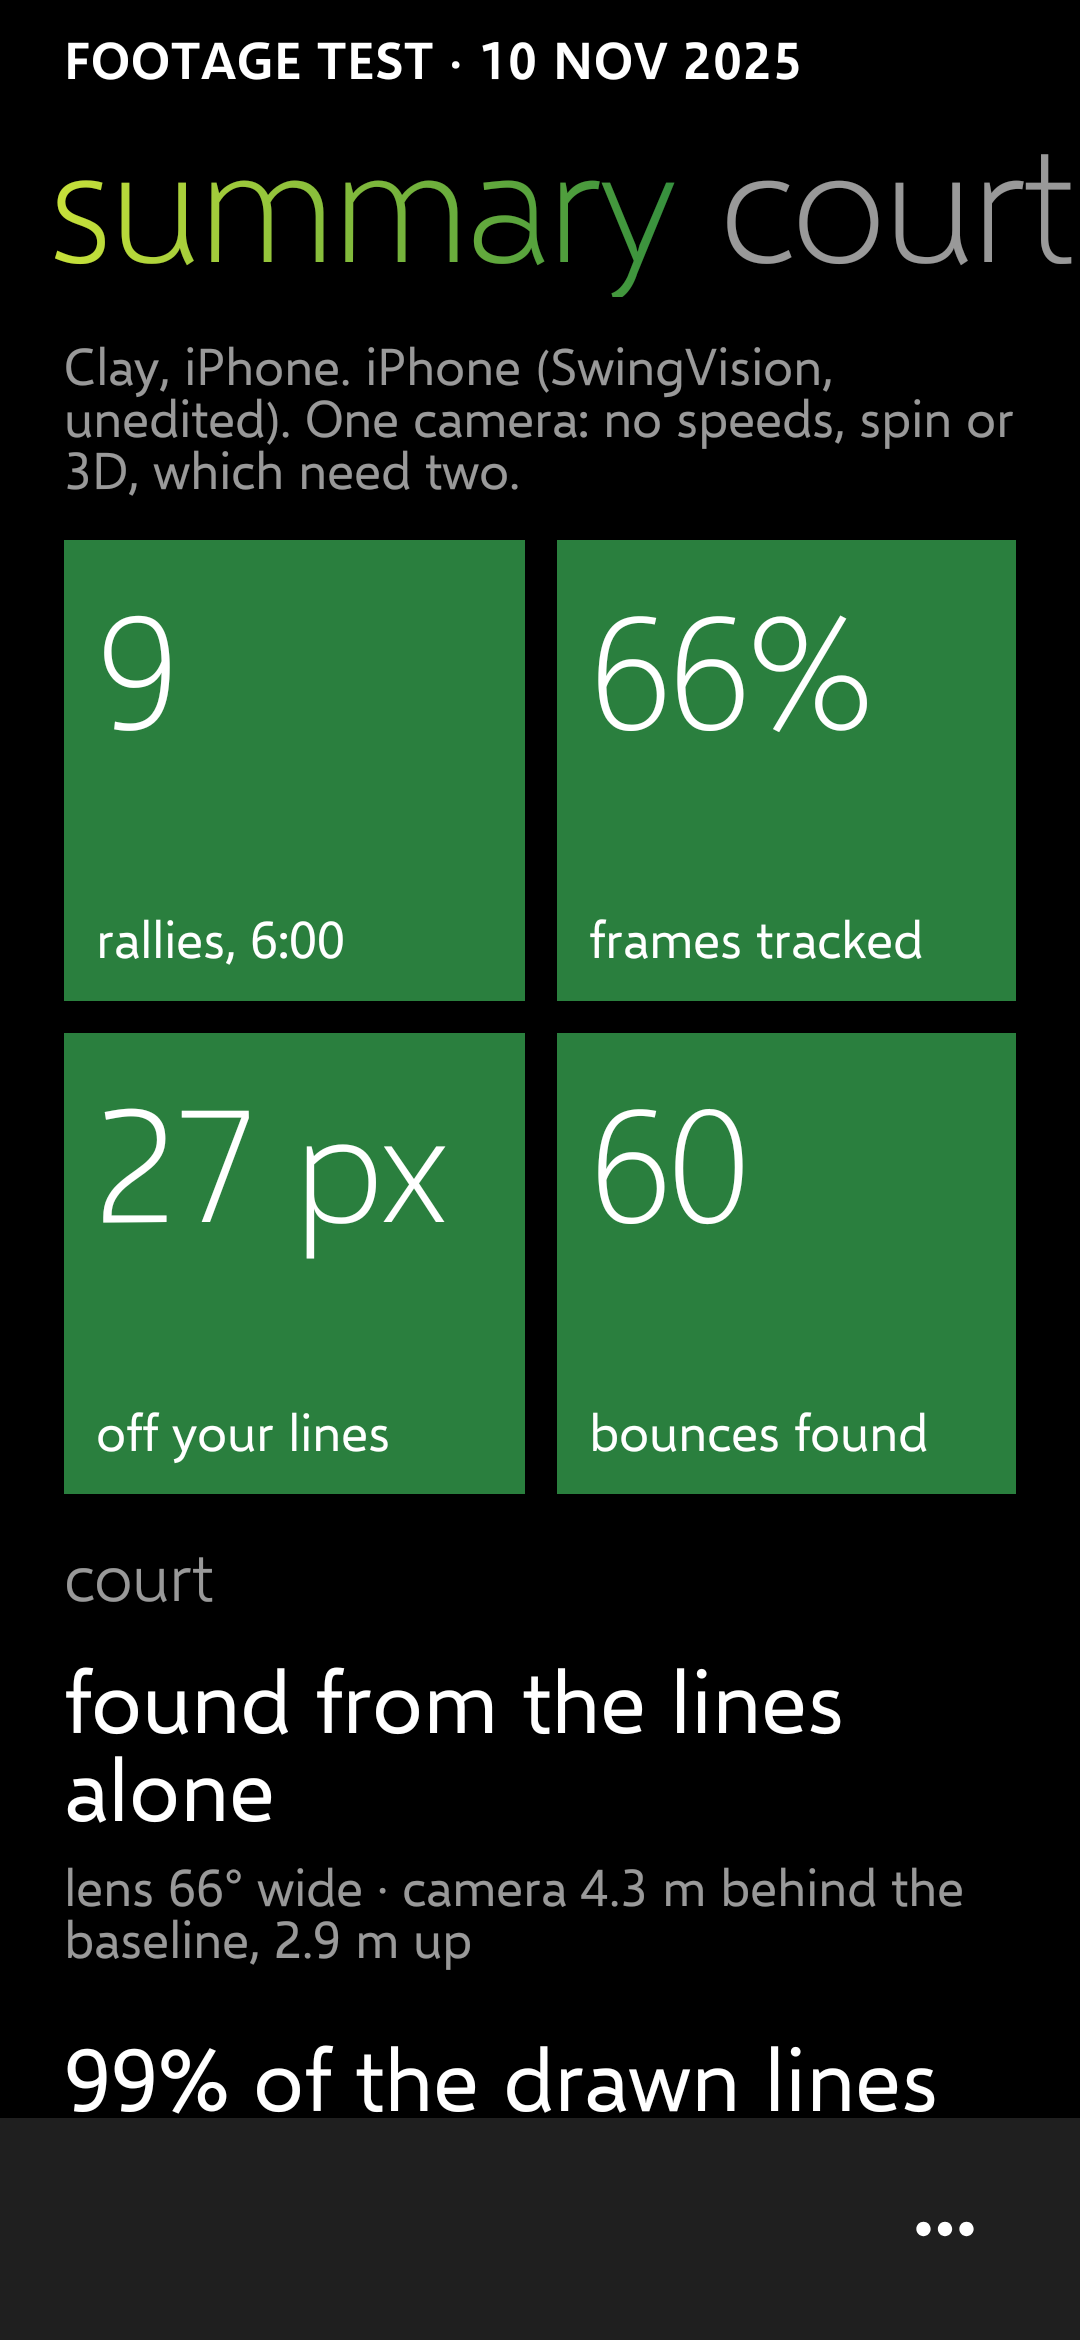 FOOTAGE TEST · 10 NOV 2025
summary court
Clay, iPhone. iPhone (SwingVision,
unedited). One camera: no speeds, spin or
3D, which need two.
9
rallies, 6:00
66%
frames tracked
27 px
off your lines
60
bounces found
court
found from the lines
alone
lens 66° wide · camera 4.3 m behind the
baseline, 2.9 m up
99% of the drawn lines